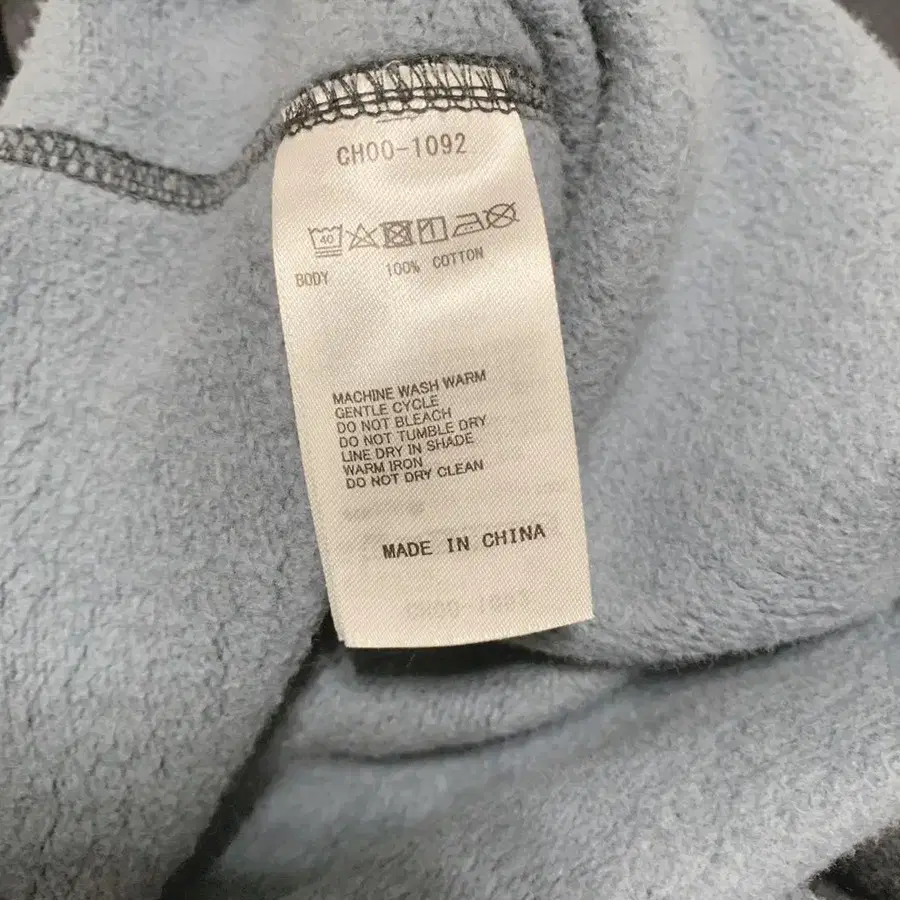 CH00-1092
40
BODY 100% COTTON
MACHINE WASH WARM
GENTLE CYCLE
DO NOT BLEACH
DO NOT TUMBLE DRY
LINE DRY IN SHADE
WARM IRON
DO NOT DRY CLEAN
MADE IN CHINA